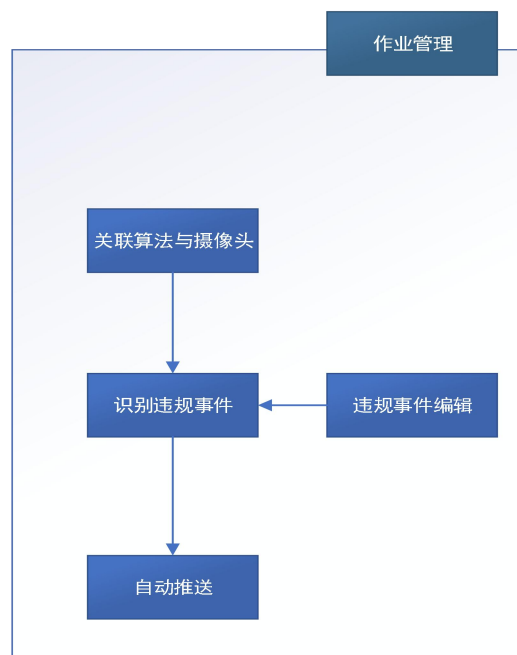 作业管理
关联算法与摄像头
识别违规事件
违规事件编辑
自动推送